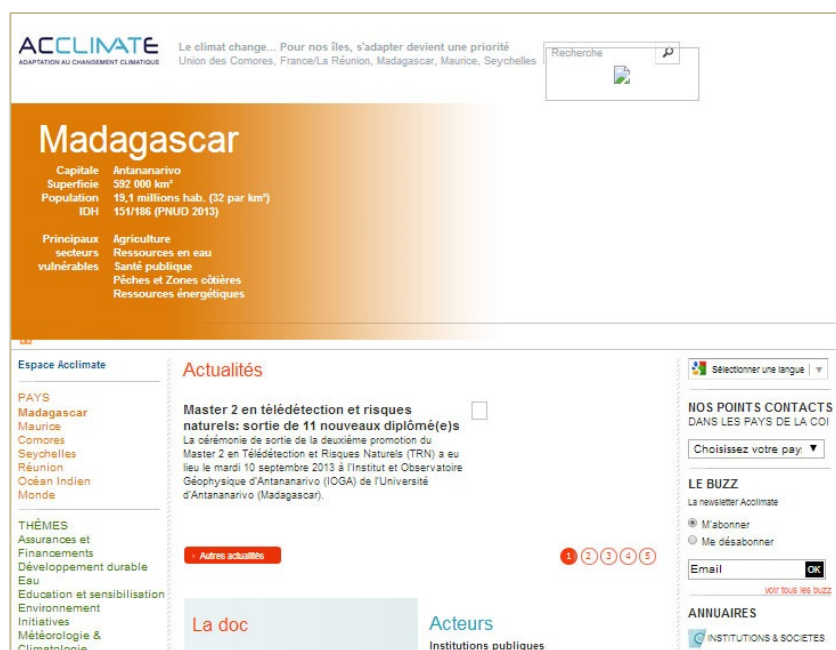 ACCLIMATE
ADAPTATION AU CHANGEMENT CLIMATIQUE
Le climat change... Pour nos îles, s'adapter devient une priorité
Union des Comores, France/La Réunion, Madagascar, Maurice, Seychelles
Recherche
Madagascar
Capitale Antananarivo
Superficie 592 000 km²
Population 19,1 millions hab. (32 par km²)
IDH 151/186 (PNUD 2013)
Principaux secteurs vulnérables
Agriculture
Ressources en eau
Santé publique
Pêches et Zones côtières
Ressources énergétiques
Espace Acclimate
PAYS
Madagascar
Maurice
Comores
Seychelles
Réunion
Océan Indien
Monde
THÈMES
Assurances et
Financements
Développement durable
Eau
Education et sensibilisation
Environnement
Initiatives
Météorologie &
Climatologie
Actualités
Master 2 en télédétection et risques
naturels: sortie de 11 nouveaux diplômé(e)s
La cérémonie de sortie de la deuxième promotion du
Master 2 en Télédétection et Risques Naturels (TRN) a eu
lieu le mardi 10 septembre 2013 à l'Institut et Observatoire
Géophysique d'Antananarivo (IOGA) de l'Université
d'Antananarivo (Madagascar).
Autres actualités
1 2 3 4 5
La doc
Acteurs
Institutions publiques
Sélectionner une langue
NOS POINTS CONTACTS
DANS LES PAYS DE LA COI
Choisissez votre pay:
LE BUZZ
La newsletter Acclimate
M'abonner
Me désabonner
Email OK
voir tous les buzz
ANNUAIRES
INSTITUTIONS & SOCIETES